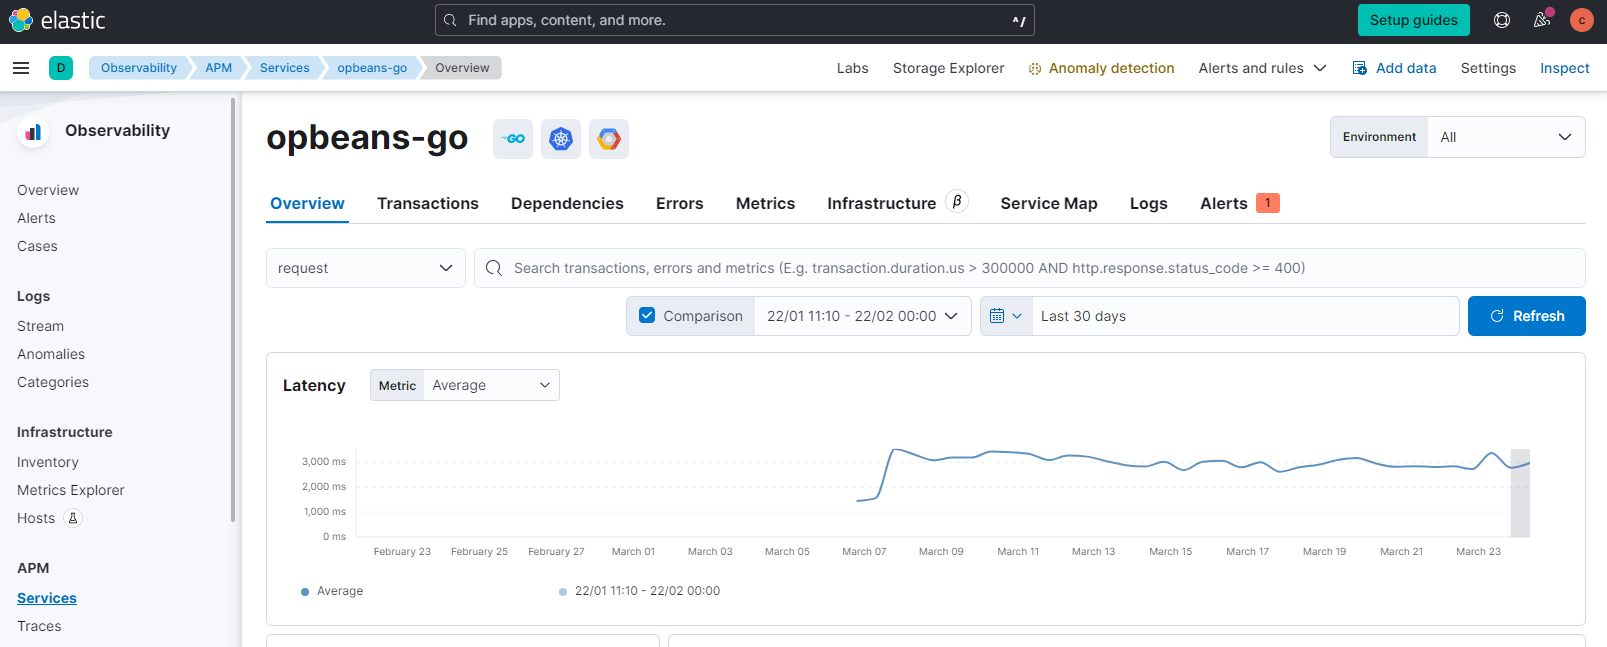 elastic
Find apps, content, and more.
^/
Setup guides
c
D
Observability
APM
Services
opbeans-go
Overview
Labs
Storage Explorer
Anomaly detection
Alerts and rules
Add data
Settings
Inspect
Observability
Overview
Alerts
Cases
Logs
Stream
Anomalies
Categories
Infrastructure
Inventory
Metrics Explorer
Hosts
APM
Services
Traces
opbeans-go
GO
Environment All
Overview Transactions Dependencies Errors Metrics Infrastructure β Service Map Logs Alerts 1
request
Search transactions, errors and metrics (E.g. transaction.duration.us > 300000 AND http.response.status_code >= 400)
Comparison 22/01 11:10 - 22/02 00:00
Last 30 days
Refresh
Latency
Metric Average
3,000 ms
2,000 ms
1,000 ms
0 ms
February 23 February 25 February 27 March 01 March 03 March 05 March 07 March 09 March 11 March 13 March 15 March 17 March 19 March 21 March 23
Average
22/01 11:10 - 22/02 00:00